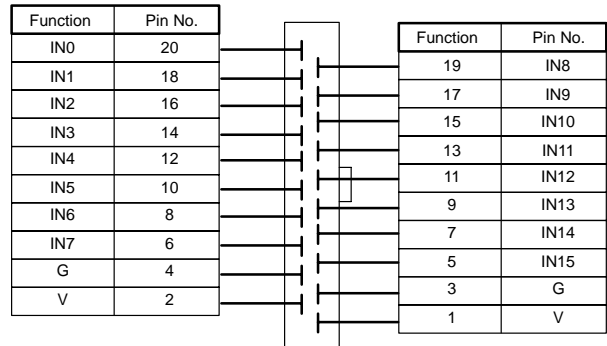 Function Pin No.
IN0 20
IN1 18
IN2 16
IN3 14
IN4 12
IN5 10
IN6 8
IN7 6
G 4
V 2
Function Pin No.
19 IN8
17 IN9
15 IN10
13 IN11
11 IN12
9 IN13
7 IN14
5 IN15
3 G
1 V